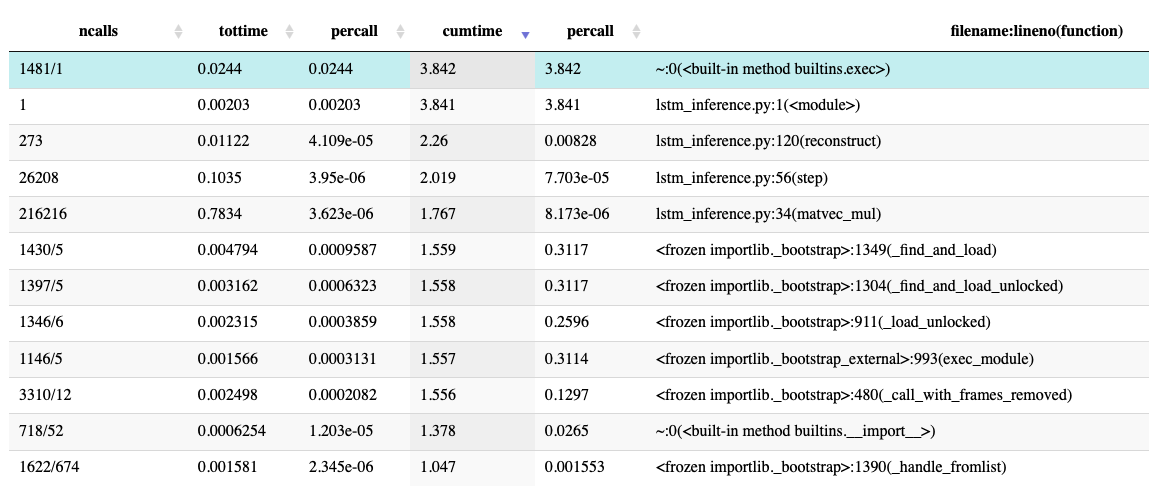 ncalls tottime percall cumtime percall filename:lineno(function)
1481/1 0.0244 0.0244 3.842 3.842 ~:0(<built-in method builtins.exec>)
1 0.00203 0.00203 3.841 3.841 lstm_inference.py:1(<module>)
273 0.01122 4.109e-05 2.26 0.00828 lstm_inference.py:120(reconstruct)
26208 0.1035 3.95e-06 2.019 7.703e-05 lstm_inference.py:56(step)
216216 0.7834 3.623e-06 1.767 8.173e-06 lstm_inference.py:34(matvec_mul)
1430/5 0.004794 0.0009587 1.559 0.3117 <frozen importlib._bootstrap>:1349(_find_and_load)
1397/5 0.003162 0.0006323 1.558 0.3117 <frozen importlib._bootstrap>:1304(_find_and_load_unlocked)
1346/6 0.002315 0.0003859 1.558 0.2596 <frozen importlib._bootstrap>:911(_load_unlocked)
1146/5 0.001566 0.0003131 1.557 0.3114 <frozen importlib._bootstrap_external>:993(exec_module)
3310/12 0.002498 0.0002082 1.556 0.1297 <frozen importlib._bootstrap>:480(_call_with_frames_removed)
718/52 0.0006254 1.203e-05 1.378 0.0265 ~:0(<built-in method builtins.__import__>)
1622/674 0.001581 2.345e-06 1.047 0.001553 <frozen importlib._bootstrap>:1390(_handle_fromlist)